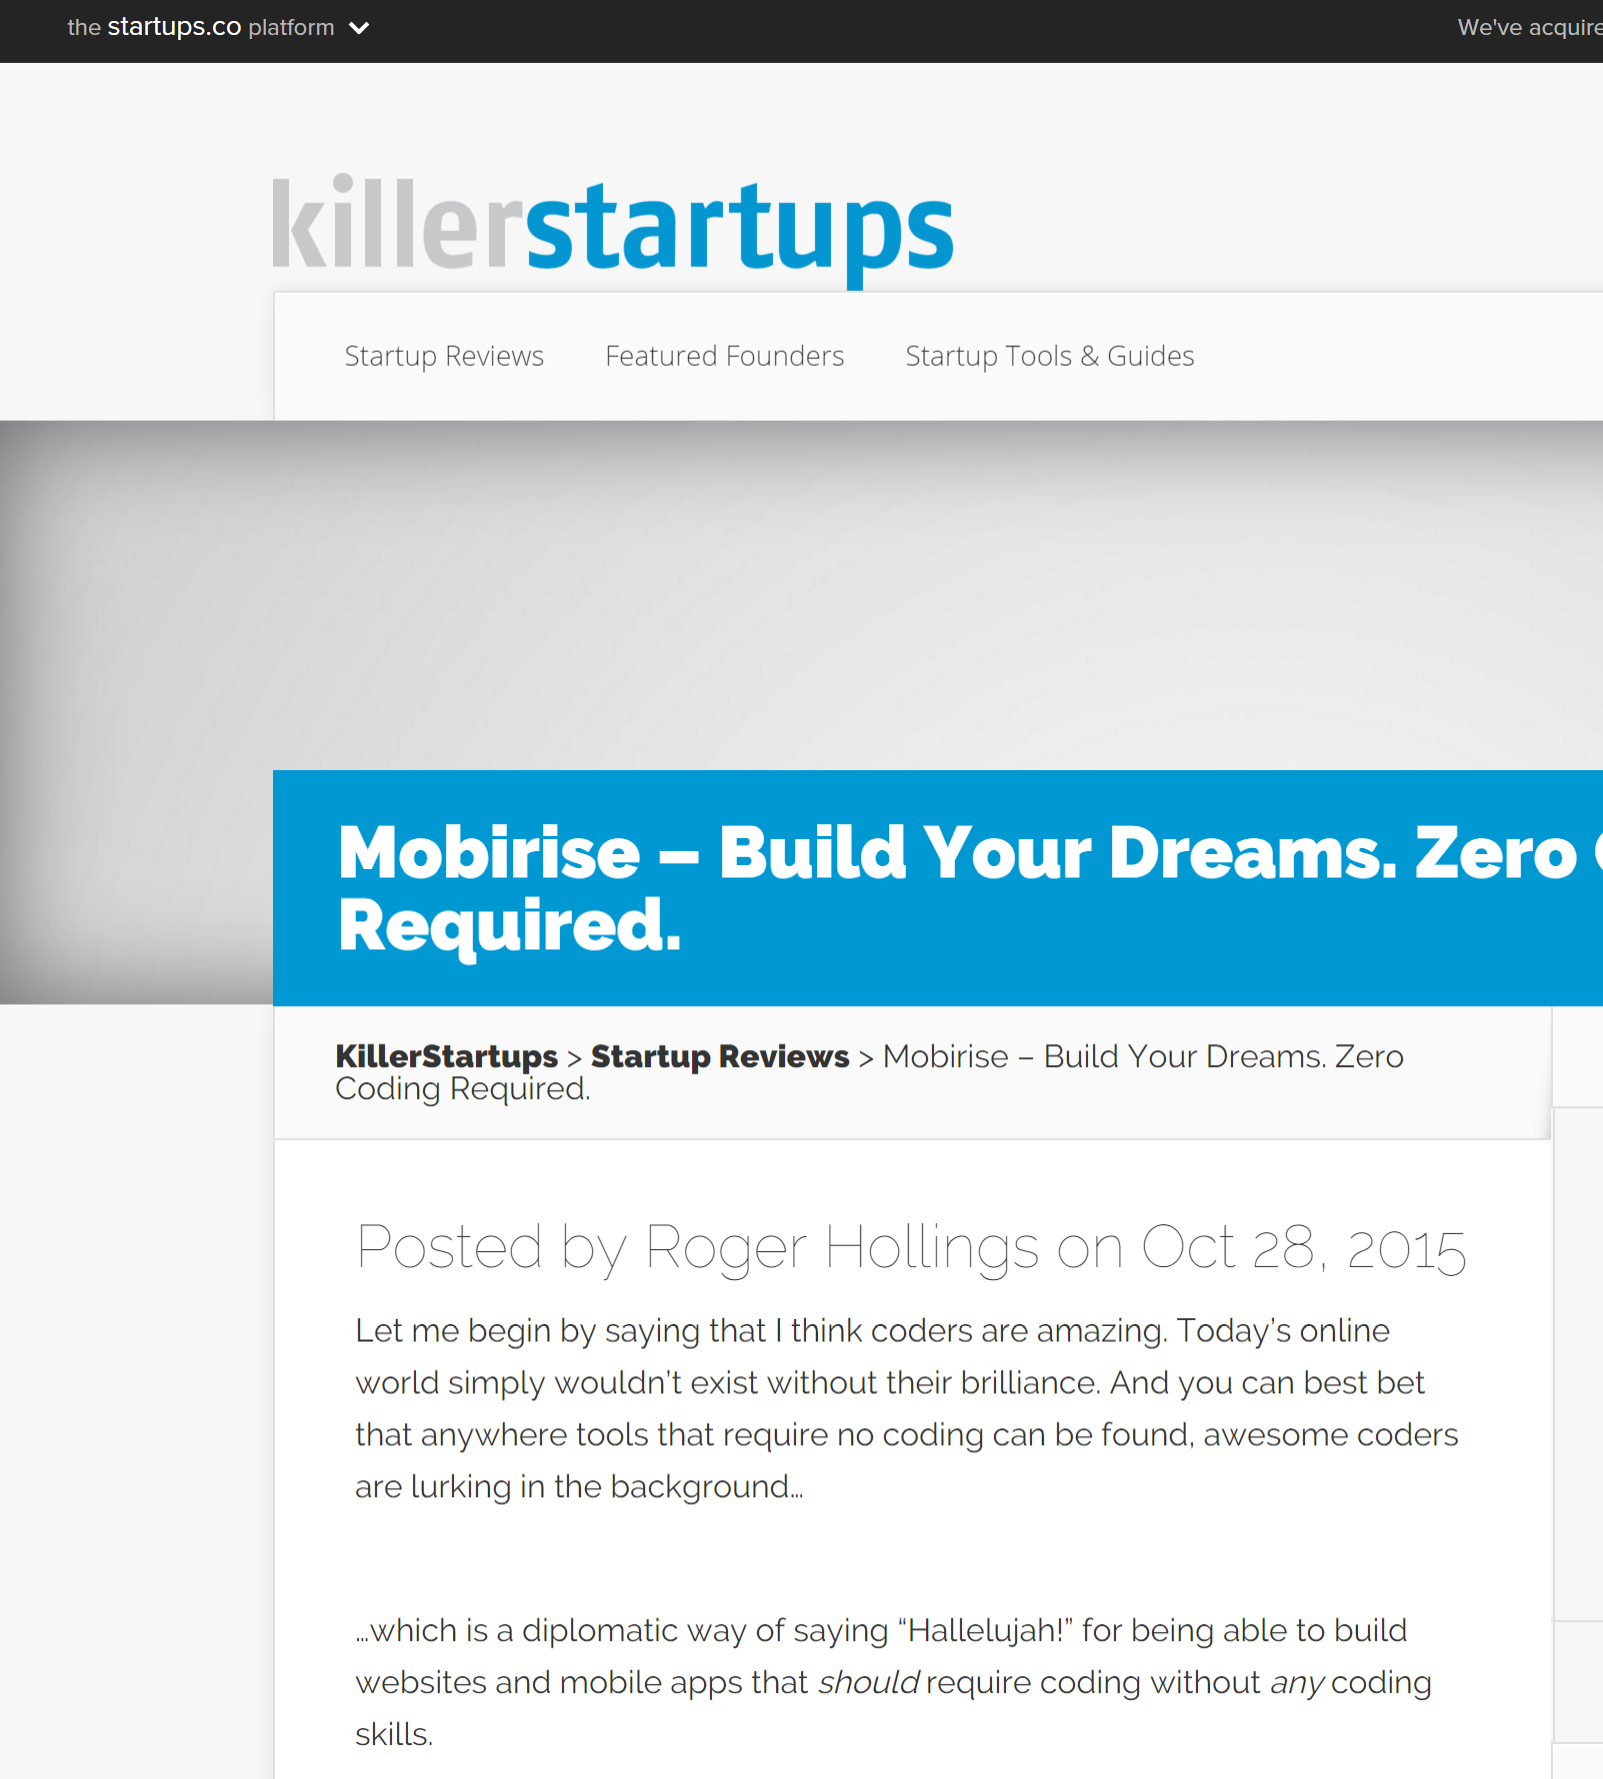 the startups.co platform
We've acquire
killerstartups
Startup Reviews Featured Founders Startup Tools & Guides
Mobirise – Build Your Dreams. Zero
Required.
KillerStartups > Startup Reviews > Mobirise – Build Your Dreams. Zero
Coding Required.
Posted by Roger Hollings on Oct 28, 2015
Let me begin by saying that I think coders are amazing. Today’s online
world simply wouldn’t exist without their brilliance. And you can best bet
that anywhere tools that require no coding can be found, awesome coders
are lurking in the background…
…which is a diplomatic way of saying “Hallelujah!” for being able to build
websites and mobile apps that should require coding without any coding
skills.